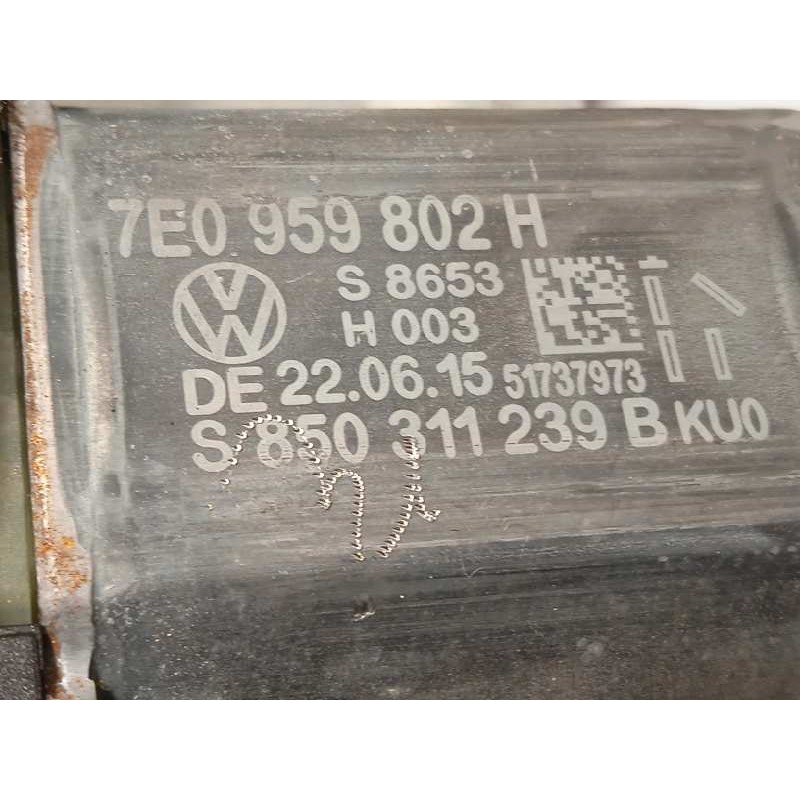 7E0 959 802 H
S 8653
H 003
DE 22.06.15 51737973
S 850 311 239 B KU0